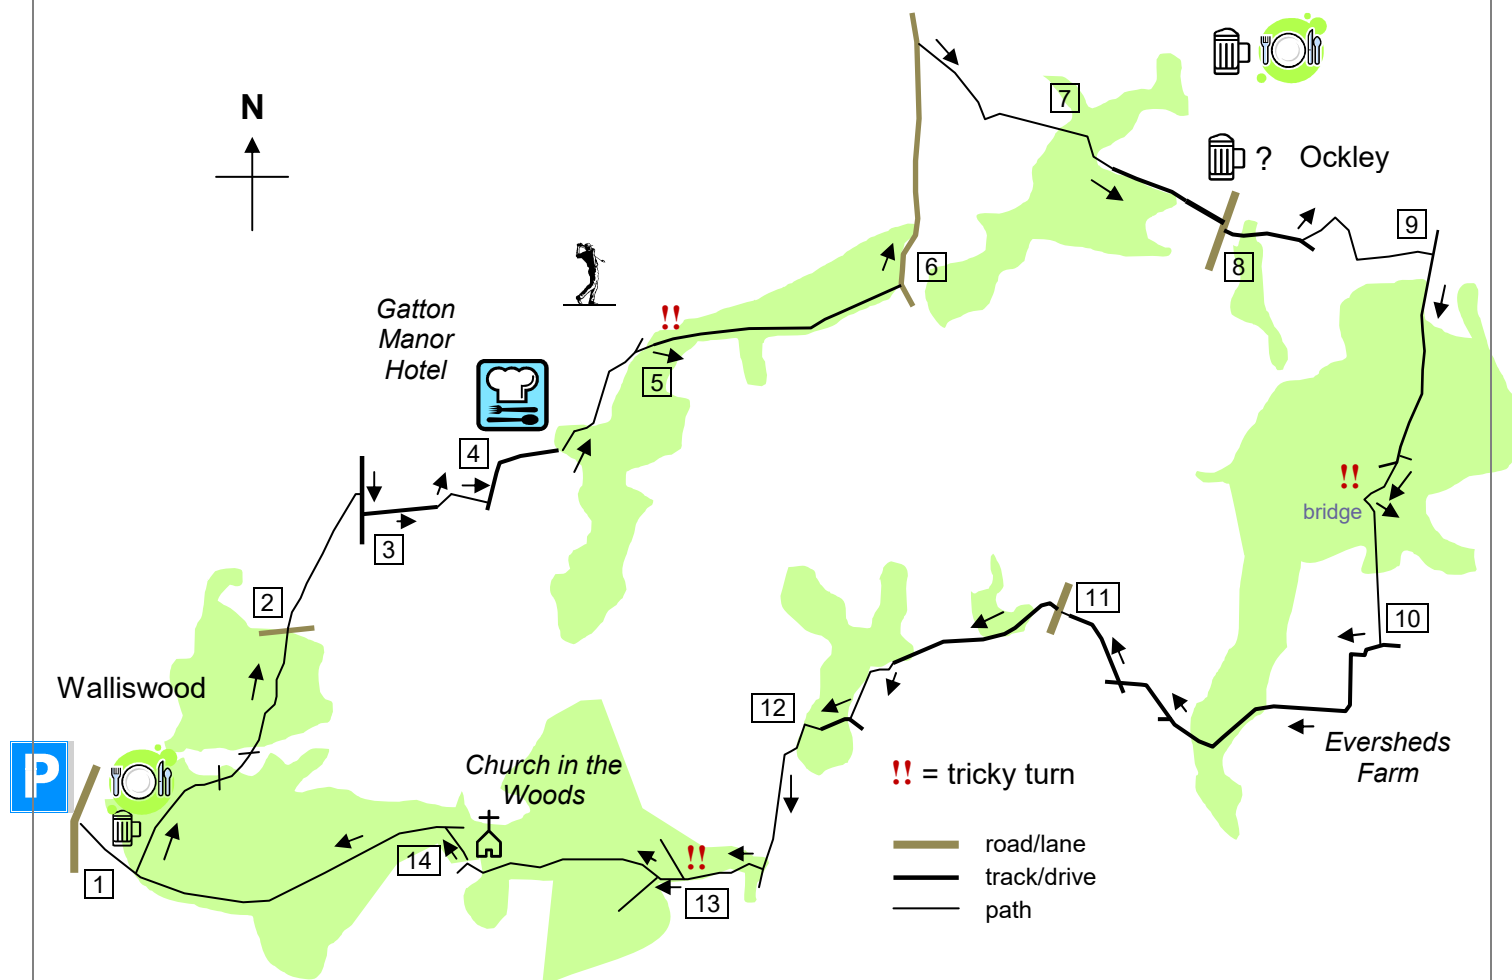 N
7
? Ockley
9
8
6
Gatton
Manor
Hotel
!!
5
4
3
!!
bridge
2
11
10
Walliswood
12
Eversheds
Farm
P
Church in the
Woods
!! = tricky turn
road/lane
track/drive
path
!!
14
1
13